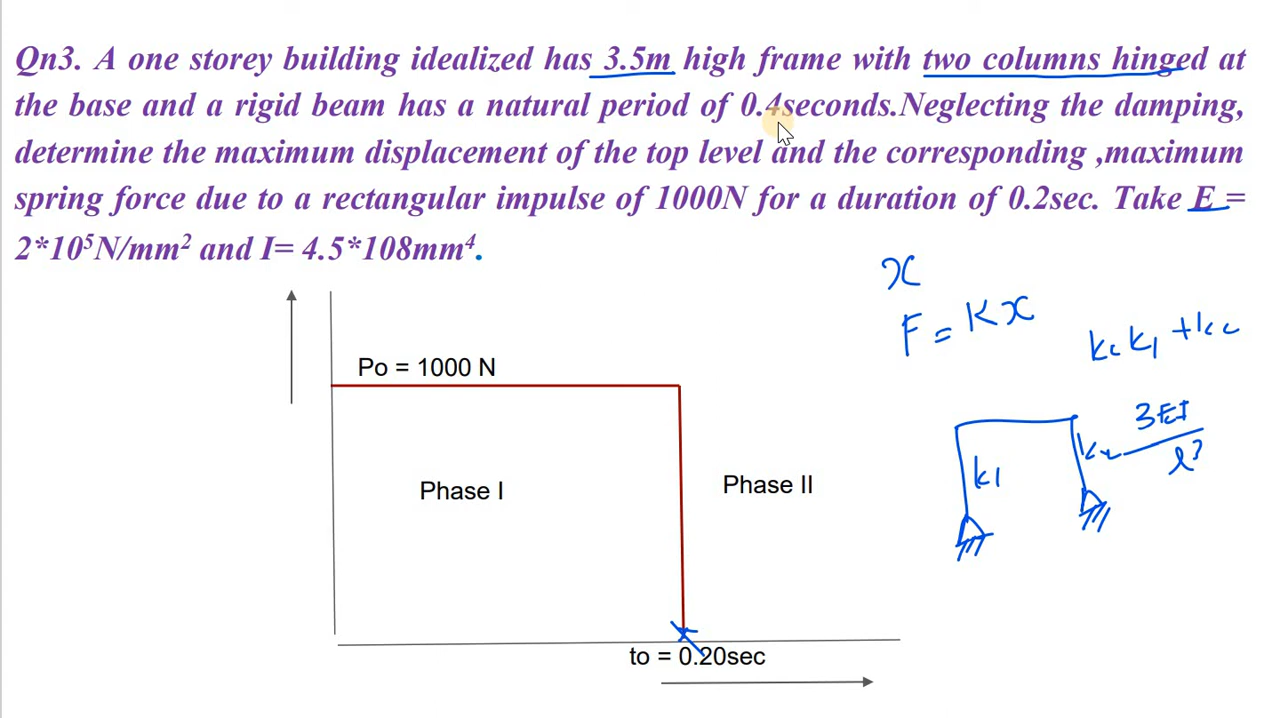 Qn3. A one storey building idealized has 3.5m high frame with two columns hinged at
the base and a rigid beam has a natural period of 0.4seconds.Neglecting the damping,
determine the maximum displacement of the top level and the corresponding ,maximum
spring force due to a rectangular impulse of 1000N for a duration of 0.2sec. Take E =
2*10⁵N/mm² and I= 4.5*108mm⁴.
x
F = Kx
k1 + kc
Po = 1000 N
3EI
l³
k1
Phase I
Phase II
to = 0.20sec